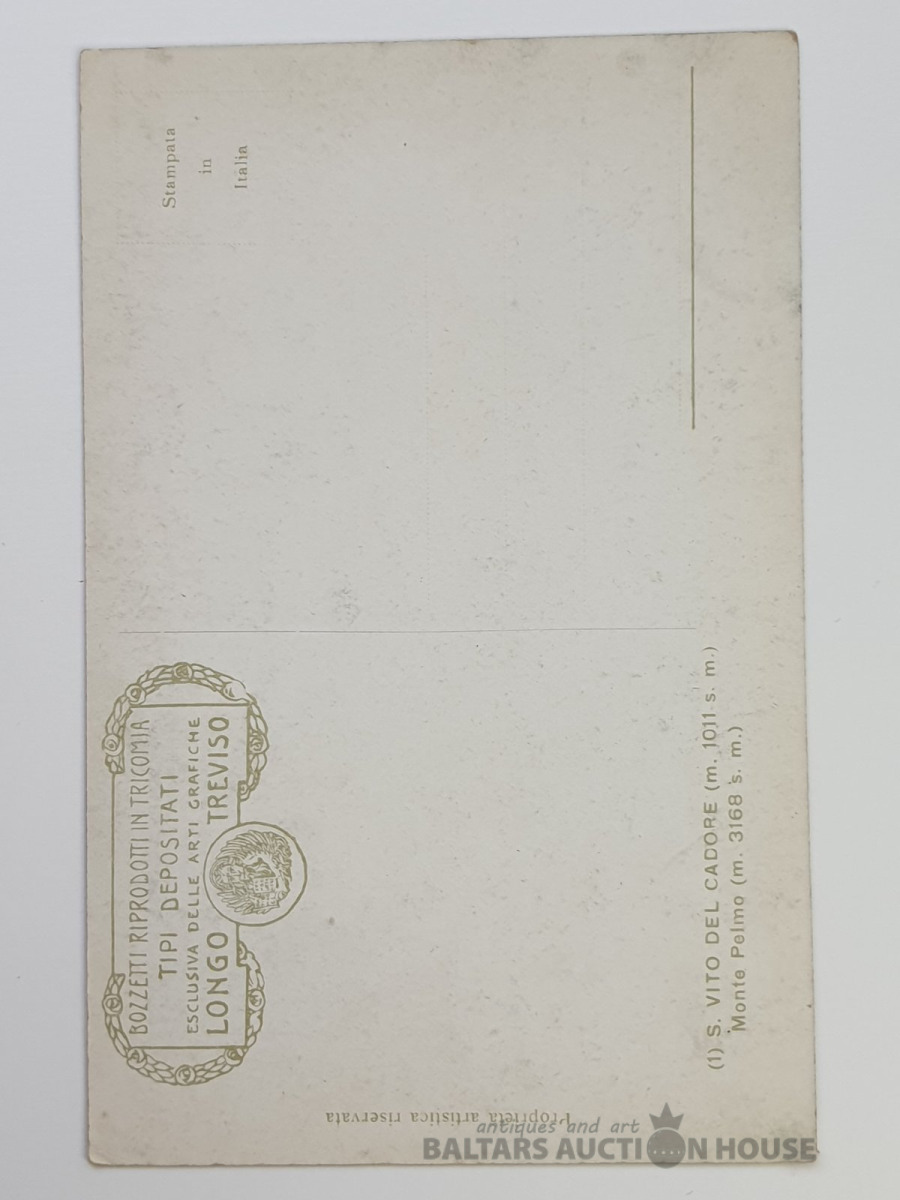 BOZZETTI RIPRODOTTI IN TRICOMIA
TIPI DEPOSITATI
ESCLUSIVA DELLE ARTI GRAFICHE
LONGO TREVISO
Stampata
in
Italia
(1) S. VITO DEL CADORE (m. 1011 s. m.)
Monte Pelmo (m. 3168 s. m.)
Proprietà artistica riservata
antiques and art
BALTARS AUCTION HOUSE